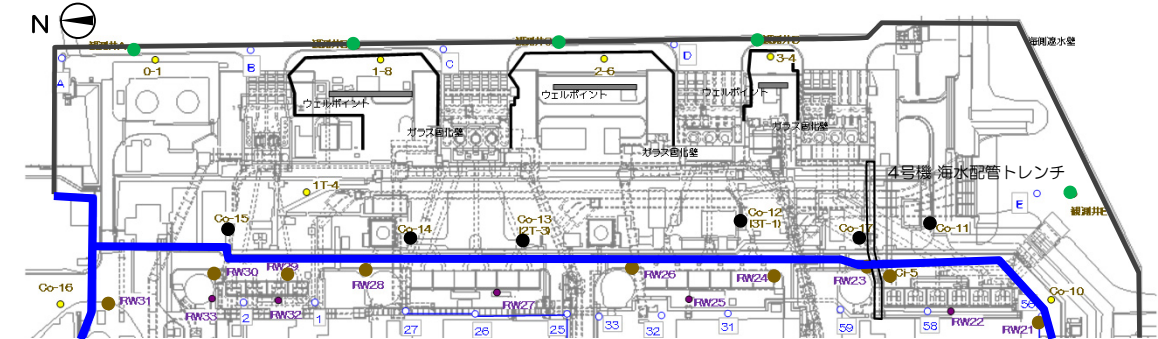 N
海側遮水壁
観測井A
観測井B
観測井C
観測井D
A
B
C
D
0-1
1-8
2-6
3-4
ウェルポイント
ウェルポイント
ウェルポイント
ガラス固化壁
ガラス固化壁
ガラス固化壁
4号機 海水配管トレンチ
1T-4
E
観測井E
Co-15
Co-14
Co-13
(2T-3)
Co-12
(3T-1)
Co-17
Co-11
RW30
RW29
RW28
RW26
RW24
RW23
Ci-5
Co-16
RW31
RW33
2
RW32
1
RW27
RW25
RW22
56
Co-10
RW21
27
26
25
33
32
31
59
58